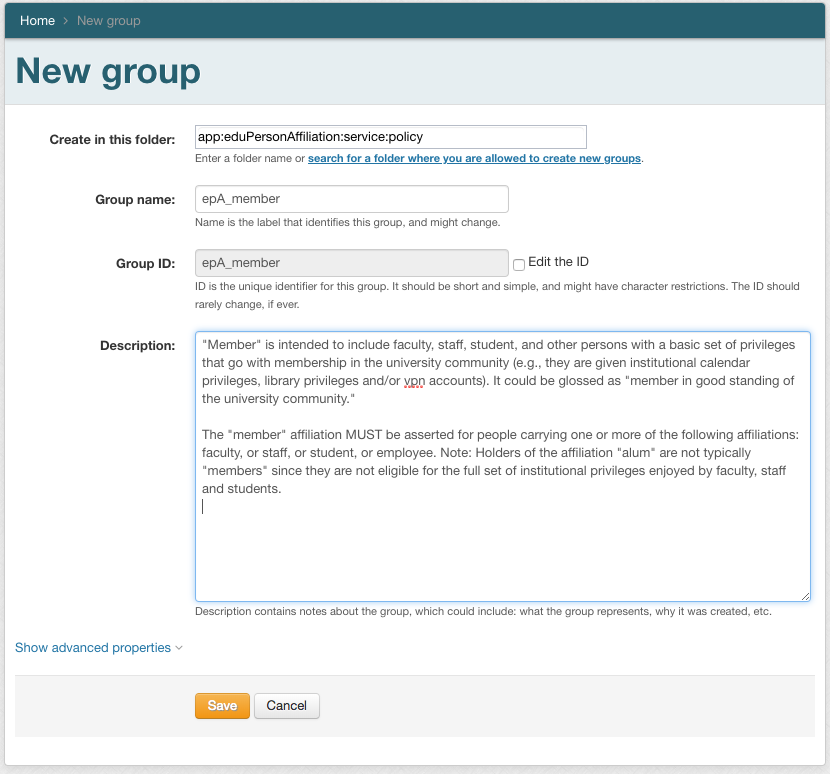 Home > New group
New group
Create in this folder: app:eduPersonAffiliation:service:policy
Enter a folder name or search for a folder where you are allowed to create new groups.
Group name: epA_member
Name is the label that identifies this group, and might change.
Group ID: epA_member Edit the ID
ID is the unique identifier for this group. It should be short and simple, and might have character restrictions. The ID should
rarely change, if ever.
Description: "Member" is intended to include faculty, staff, student, and other persons with a basic set of privileges
that go with membership in the university community (e.g., they are given institutional calendar
privileges, library privileges and/or vpn accounts). It could be glossed as "member in good standing of
the university community."
The "member" affiliation MUST be asserted for people carrying one or more of the following affiliations:
faculty, or staff, or student, or employee. Note: Holders of the affiliation "alum" are not typically
"members" since they are not eligible for the full set of institutional privileges enjoyed by faculty, staff
and students.
Description contains notes about the group, which could include: what the group represents, why it was created, etc.
Show advanced properties
Save Cancel